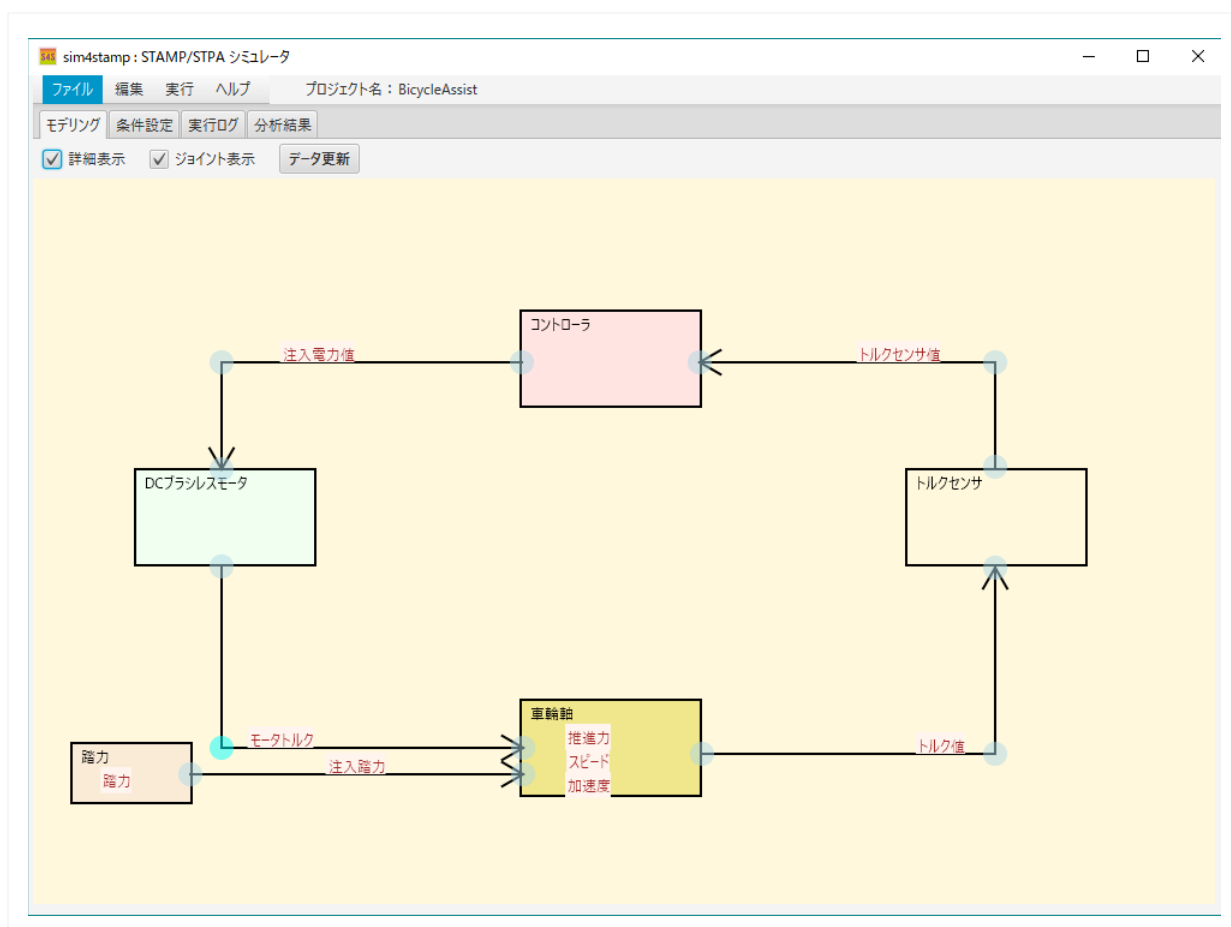 S4S sim4stamp : STAMP/STPA シミュレータ
ファイル 編集 実行 ヘルプ プロジェクト名： BicycleAssist
モデリング 条件設定 実行ログ 分析結果
詳細表示 ジョイント表示 データ更新
コントローラ
注入電力値
トルクセンサ値
DCブラシレスモータ
トルクセンサ
車輪軸
推進力
スピード
加速度
モータトルク
トルク値
踏力
踏力
注入踏力